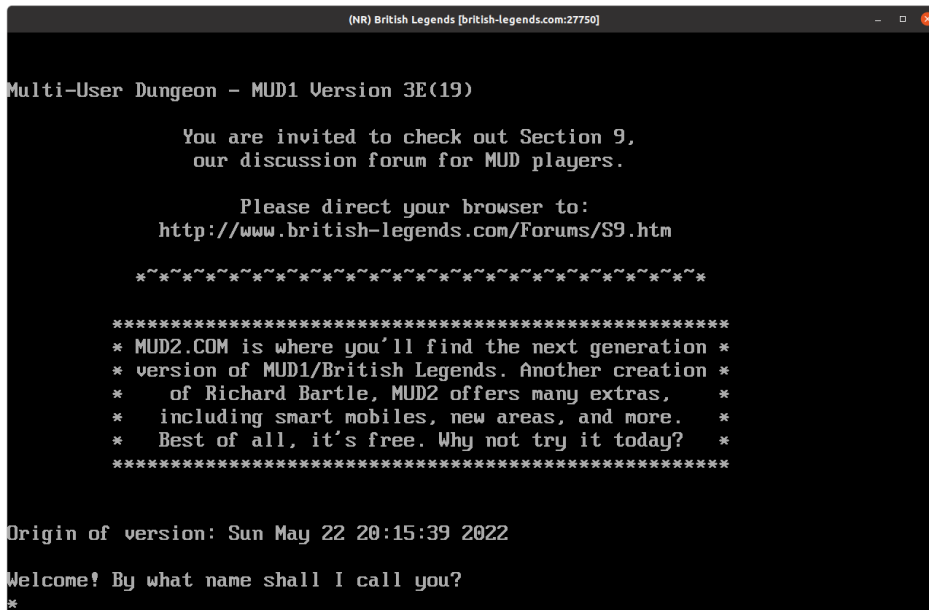 (NR) British Legends [british-legends.com:27750]
Multi-User Dungeon - MUD1 Version 3E(19)
You are invited to check out Section 9,
our discussion forum for MUD players.
Please direct your browser to:
http://www.british-legends.com/Forums/S9.htm
*~*~*~*~*~*~*~*~*~*~*~*~*~*~*~*~*~*~*~*~*~*~*~*~*
*****************************************************
* MUD2.COM is where you'll find the next generation *
* version of MUD1/British Legends. Another creation *
*    of Richard Bartle, MUD2 offers many extras,    *
*   including smart mobiles, new areas, and more.   *
*   Best of all, it's free. Why not try it today?   *
*****************************************************
Origin of version: Sun May 22 20:15:39 2022
Welcome! By what name shall I call you?
*